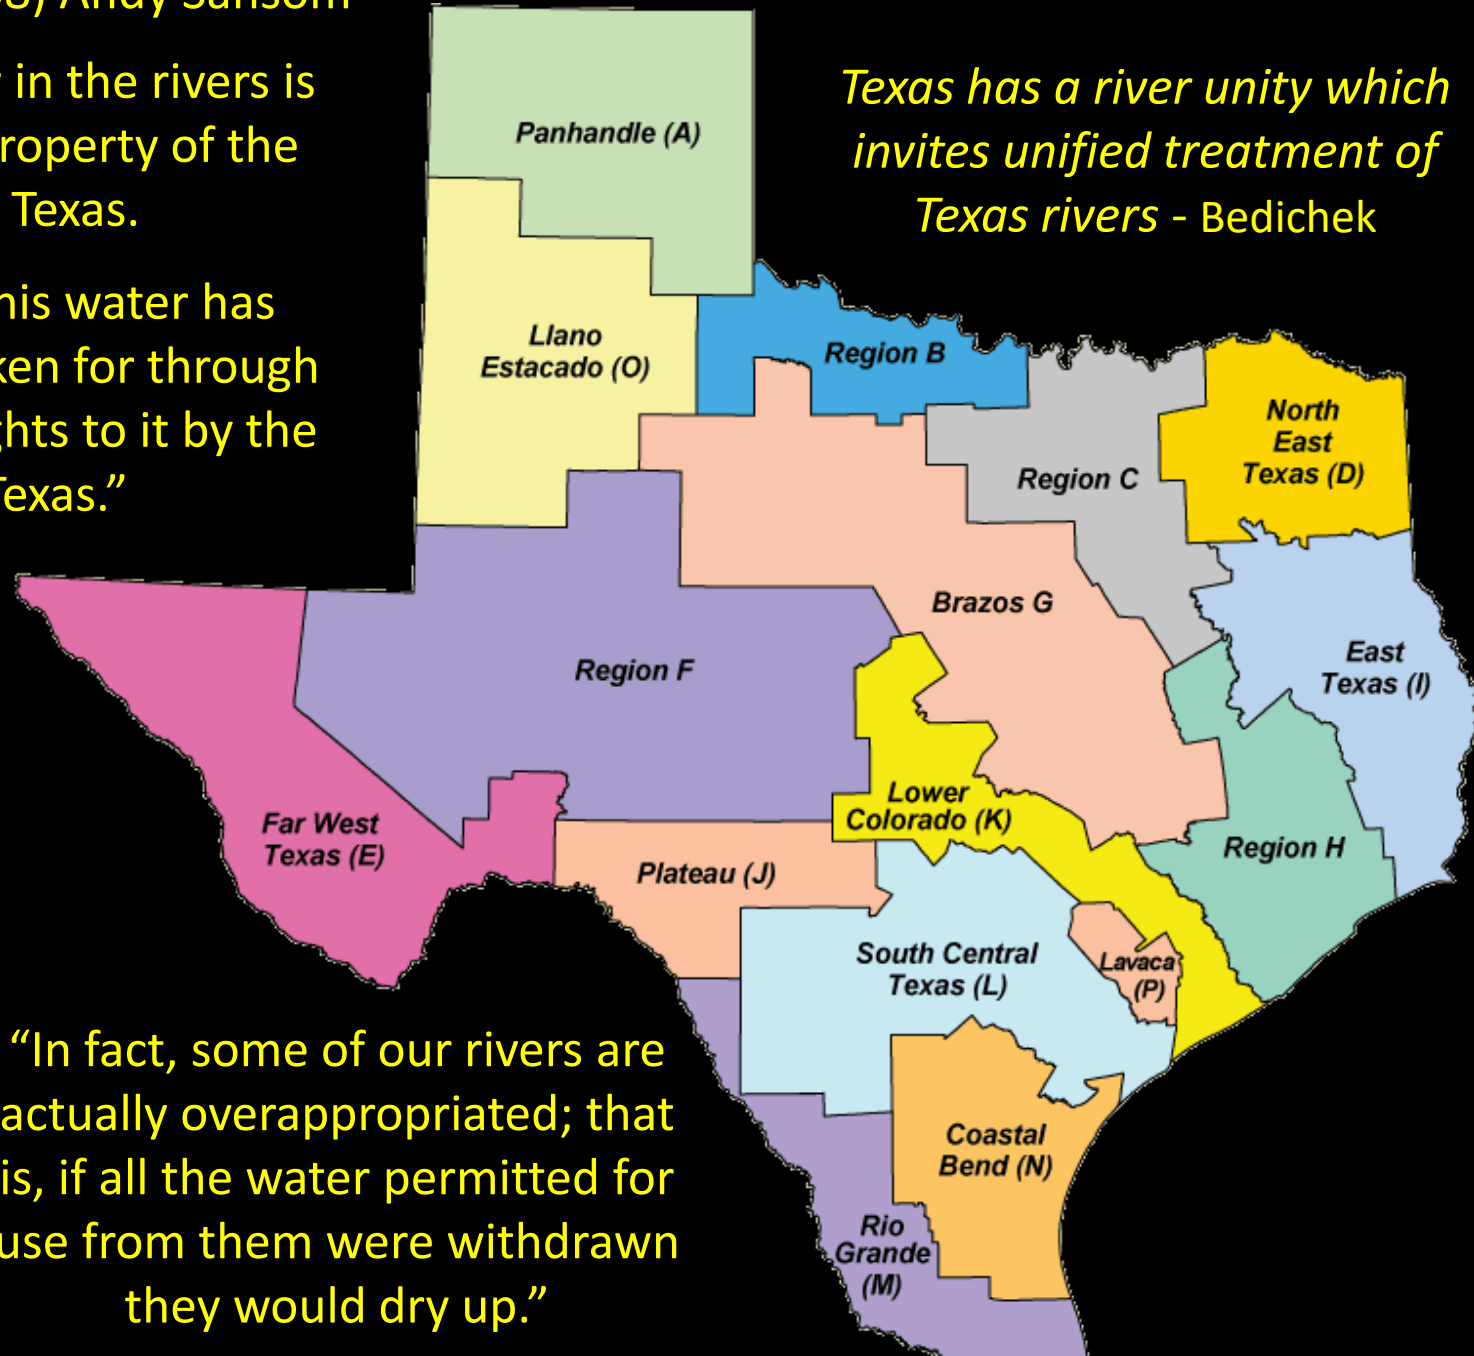 8) Andy Sansom
in the rivers is
roperty of the
Texas.
his water has
ken for through
ghts to it by the
Texas.”
Texas has a river unity which
invites unified treatment of
Texas rivers - Bedichek
Panhandle (A)
Llano
Estacado (O)
Region B
North
East
Texas (D)
Region C
Brazos G
Region F
East
Texas (I)
Lower
Colorado (K)
Far West
Texas (E)
Plateau (J)
Region H
South Central
Texas (L)
Lavaca
(P)
Coastal
Bend (N)
Rio
Grande
(M)
“In fact, some of our rivers are
actually overappropriated; that
is, if all the water permitted for
use from them were withdrawn
they would dry up.”